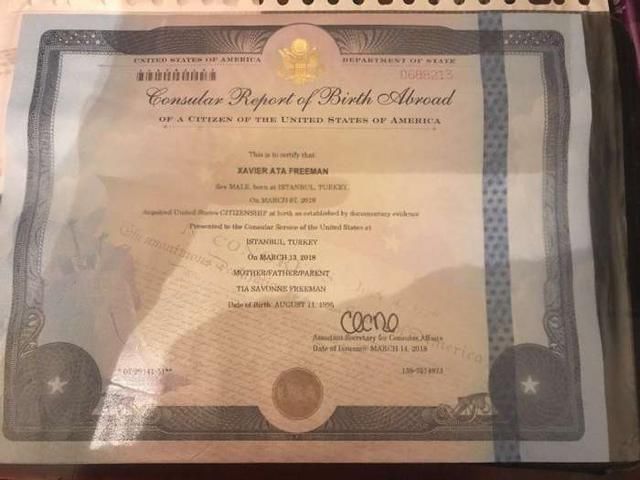 UNITED STATES OF AMERICA DEPARTMENT OF STATE
0688213
Consular Report of Birth Abroad
OF A CITIZEN OF THE UNITED STATES OF AMERICA
This is to certify that
XAVIER ATA FREEMAN
Sex MALE, born at ISTANBUL, TURKEY,
On MARCH 07, 2018
Acquired United States CITIZENSHIP at birth as established by documentary evidence
Presented to the Consular Service of the United States at
ISTANBUL, TURKEY
On MARCH 13, 2018
MOTHER/FATHER/PARENT
TIA SAVONNE FREEMAN
Date of Birth AUGUST 11, 1996
Assistant Secretary for Consular Affairs
Date of Issuance MARCH 14, 2018